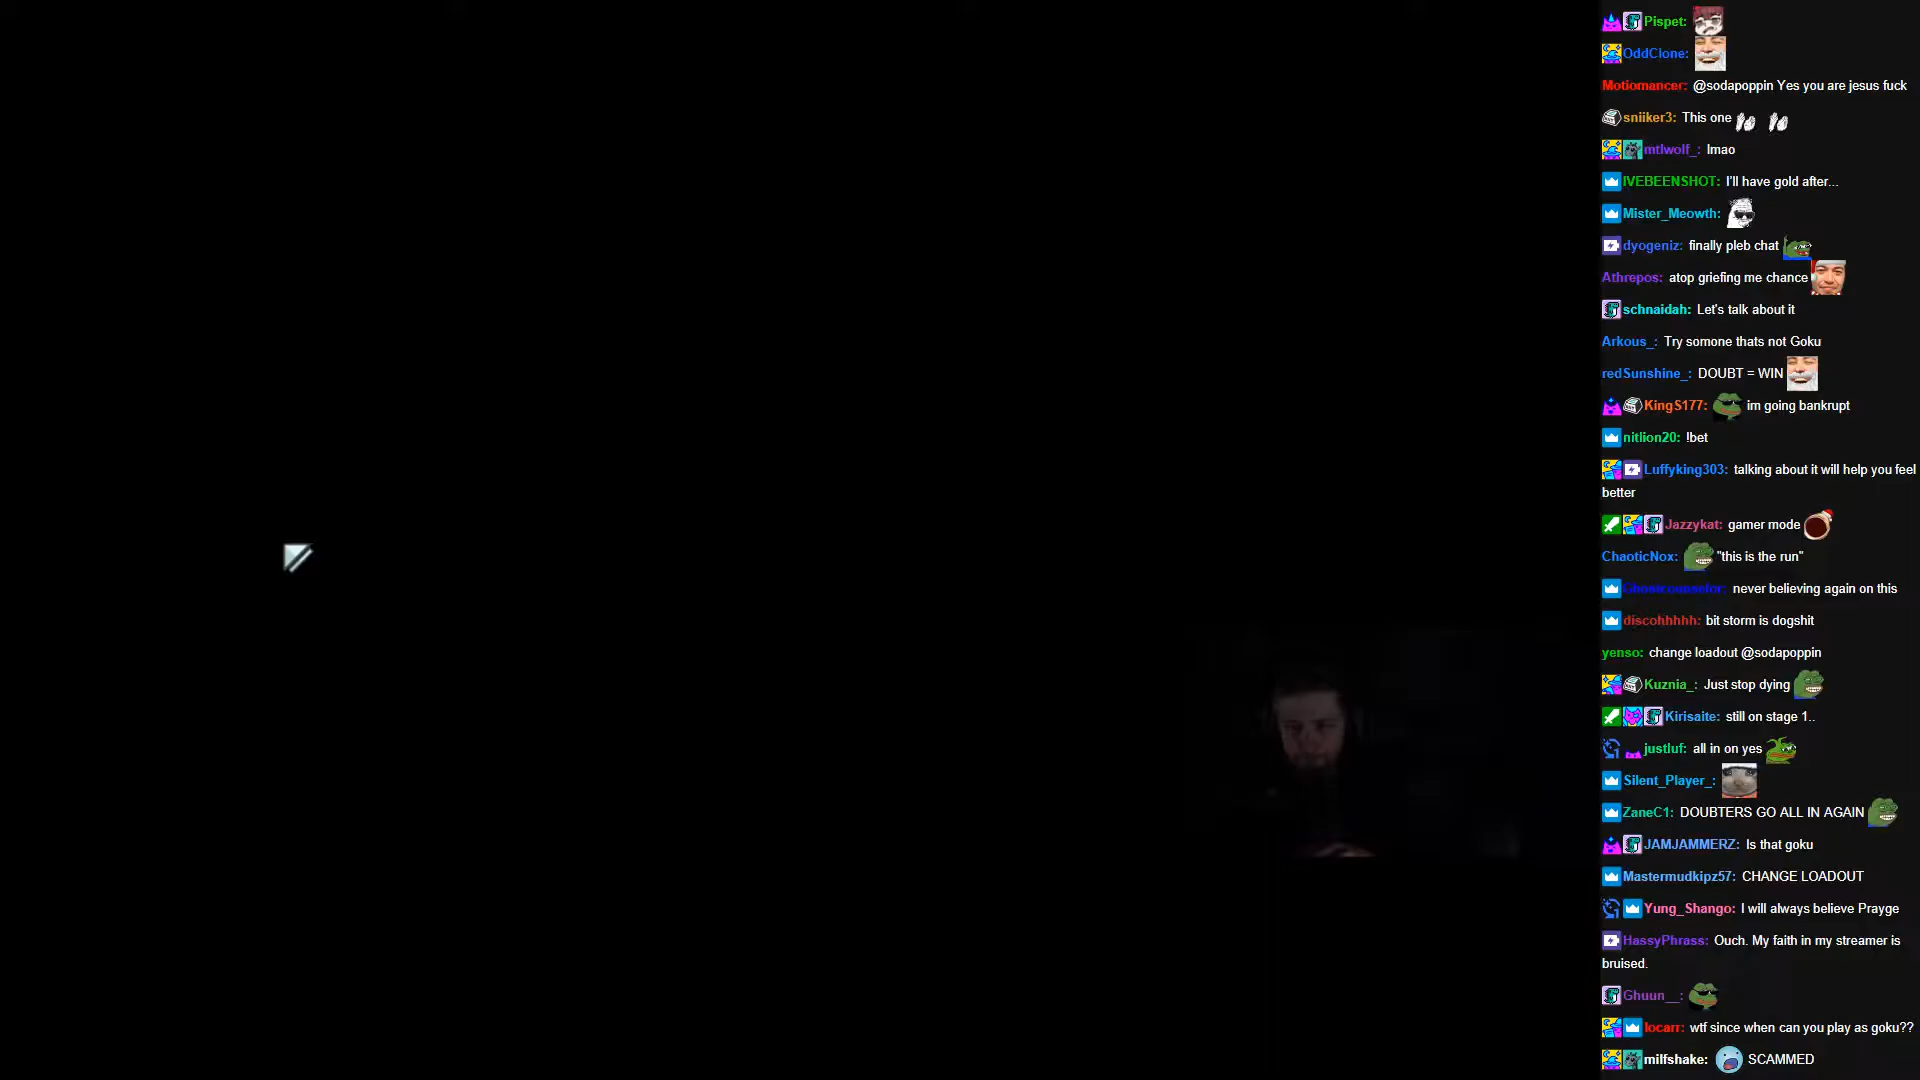 Pispet:
OddClone:
Motiomancer: @sodapoppin Yes you are jesus fuck
sniiker3: This one
mtlwolf_: lmao
IVEBEENSHOT: I'll have gold after...
Mister_Meowth:
dyogeniz: finally pleb chat
Athrepos: atop griefing me chance
schnaidah: Let's talk about it
Arkous_: Try somone thats not Goku
redSunshine_: DOUBT = WIN
KingS177: im going bankrupt
nitlion20: !bet
Luffyking303: talking about it will help you feel
better
Jazzykat: gamer mode
ChaoticNox: "this is the run"
never believing again on this
discohhhhh: bit storm is dogshit
yenso: change loadout @sodapoppin
Kuznia_: Just stop dying
Kirisaite: still on stage 1..
justluf: all in on yes
Silent_Player_:
ZaneC1: DOUBTERS GO ALL IN AGAIN
JAMJAMMERZ: Is that goku
Mastermudkipz57: CHANGE LOADOUT
Yung_Shango: I will always believe Prayge
HassyPhrass: Ouch. My faith in my streamer is
bruised.
Ghuun__:
locarr: wtf since when can you play as goku??
milfshake: SCAMMED